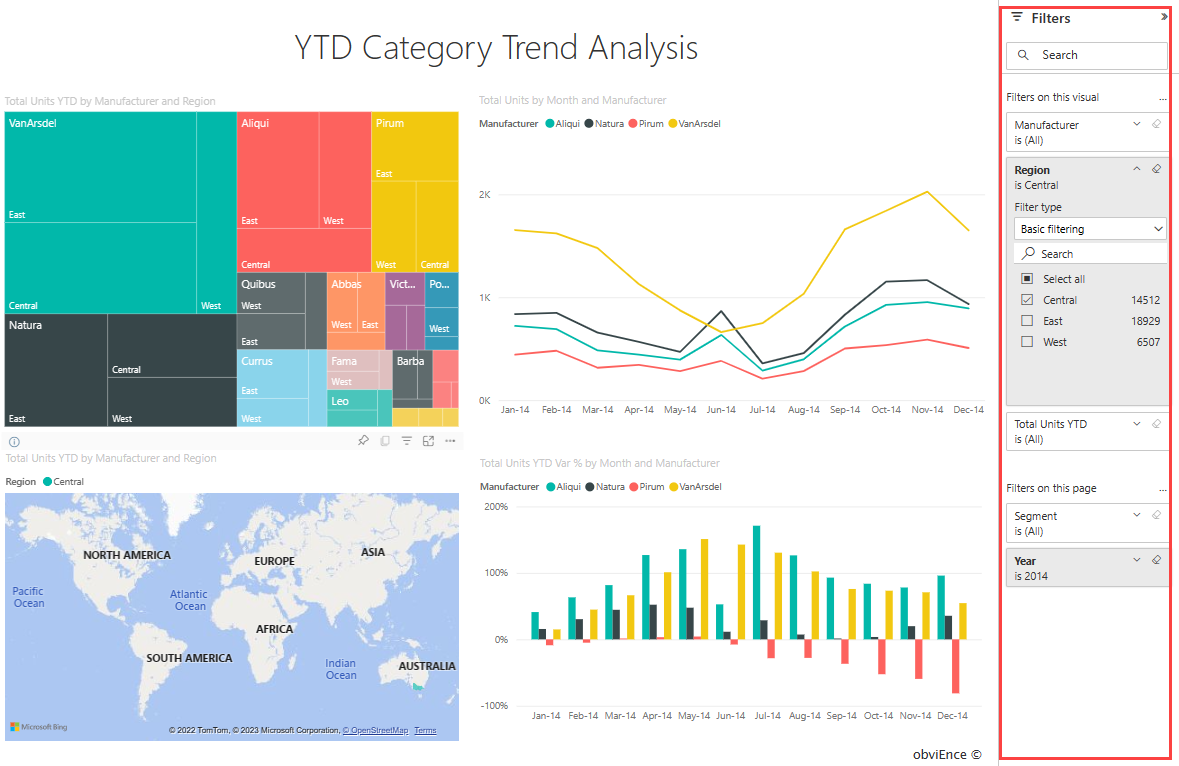 YTD Category Trend Analysis
Total Units YTD by Manufacturer and Region
VanArsdel
East
Central
West
Natura
East
Central
West
Aliqui
East
West
Central
Pirum
East
West
Central
Quibus
West
East
Abbas
West
East
Vict...
Po...
West
Currus
East
West
Fama
West
Leo
Barba
Total Units by Month and Manufacturer
Manufacturer Aliqui Natura Pirum VanArsdel
2K
1K
0K
Jan-14 Feb-14 Mar-14 Apr-14 May-14 Jun-14 Jul-14 Aug-14 Sep-14 Oct-14 Nov-14 Dec-14
Total Units YTD by Manufacturer and Region
Region Central
NORTH AMERICA
EUROPE
ASIA
Pacific
Ocean
Atlantic
Ocean
AFRICA
SOUTH AMERICA
Indian
Ocean
AUSTRALIA
Microsoft Bing
© 2022 TomTom, © 2023 Microsoft Corporation, © OpenStreetMap Terms
Total Units YTD Var % by Month and Manufacturer
Manufacturer Aliqui Natura Pirum VanArsdel
200%
100%
0%
-100%
Jan-14 Feb-14 Mar-14 Apr-14 May-14 Jun-14 Jul-14 Aug-14 Sep-14 Oct-14 Nov-14 Dec-14
obviEnce ©
Filters
Search
Filters on this visual ...
Manufacturer
is (All)
Region
is Central
Filter type
Basic filtering
Search
Select all
Central 14512
East 18929
West 6507
Total Units YTD
is (All)
Filters on this page ...
Segment
is (All)
Year
is 2014